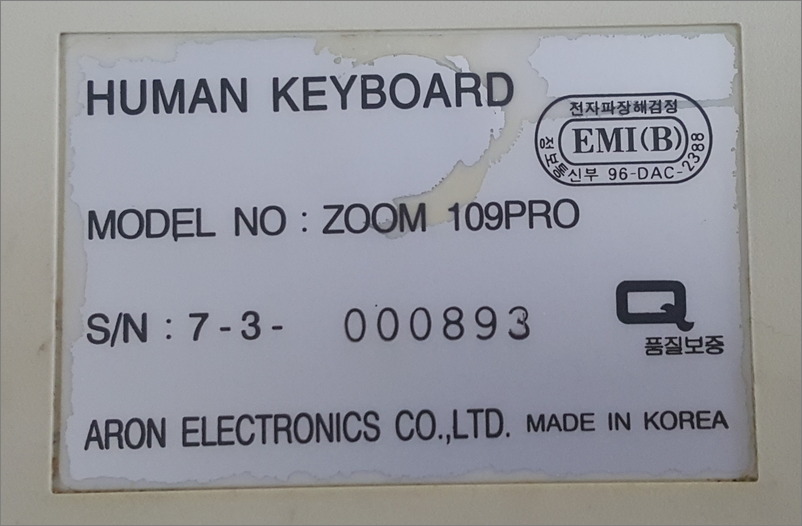 HUMAN KEYBOARD
전자파장해검정
EMI(B)
정보통신부 96-DAC-2388
MODEL NO : ZOOM 109PRO
S/N : 7-3- 000893
Q
품질보증
ARON ELECTRONICS CO.,LTD. MADE IN KOREA